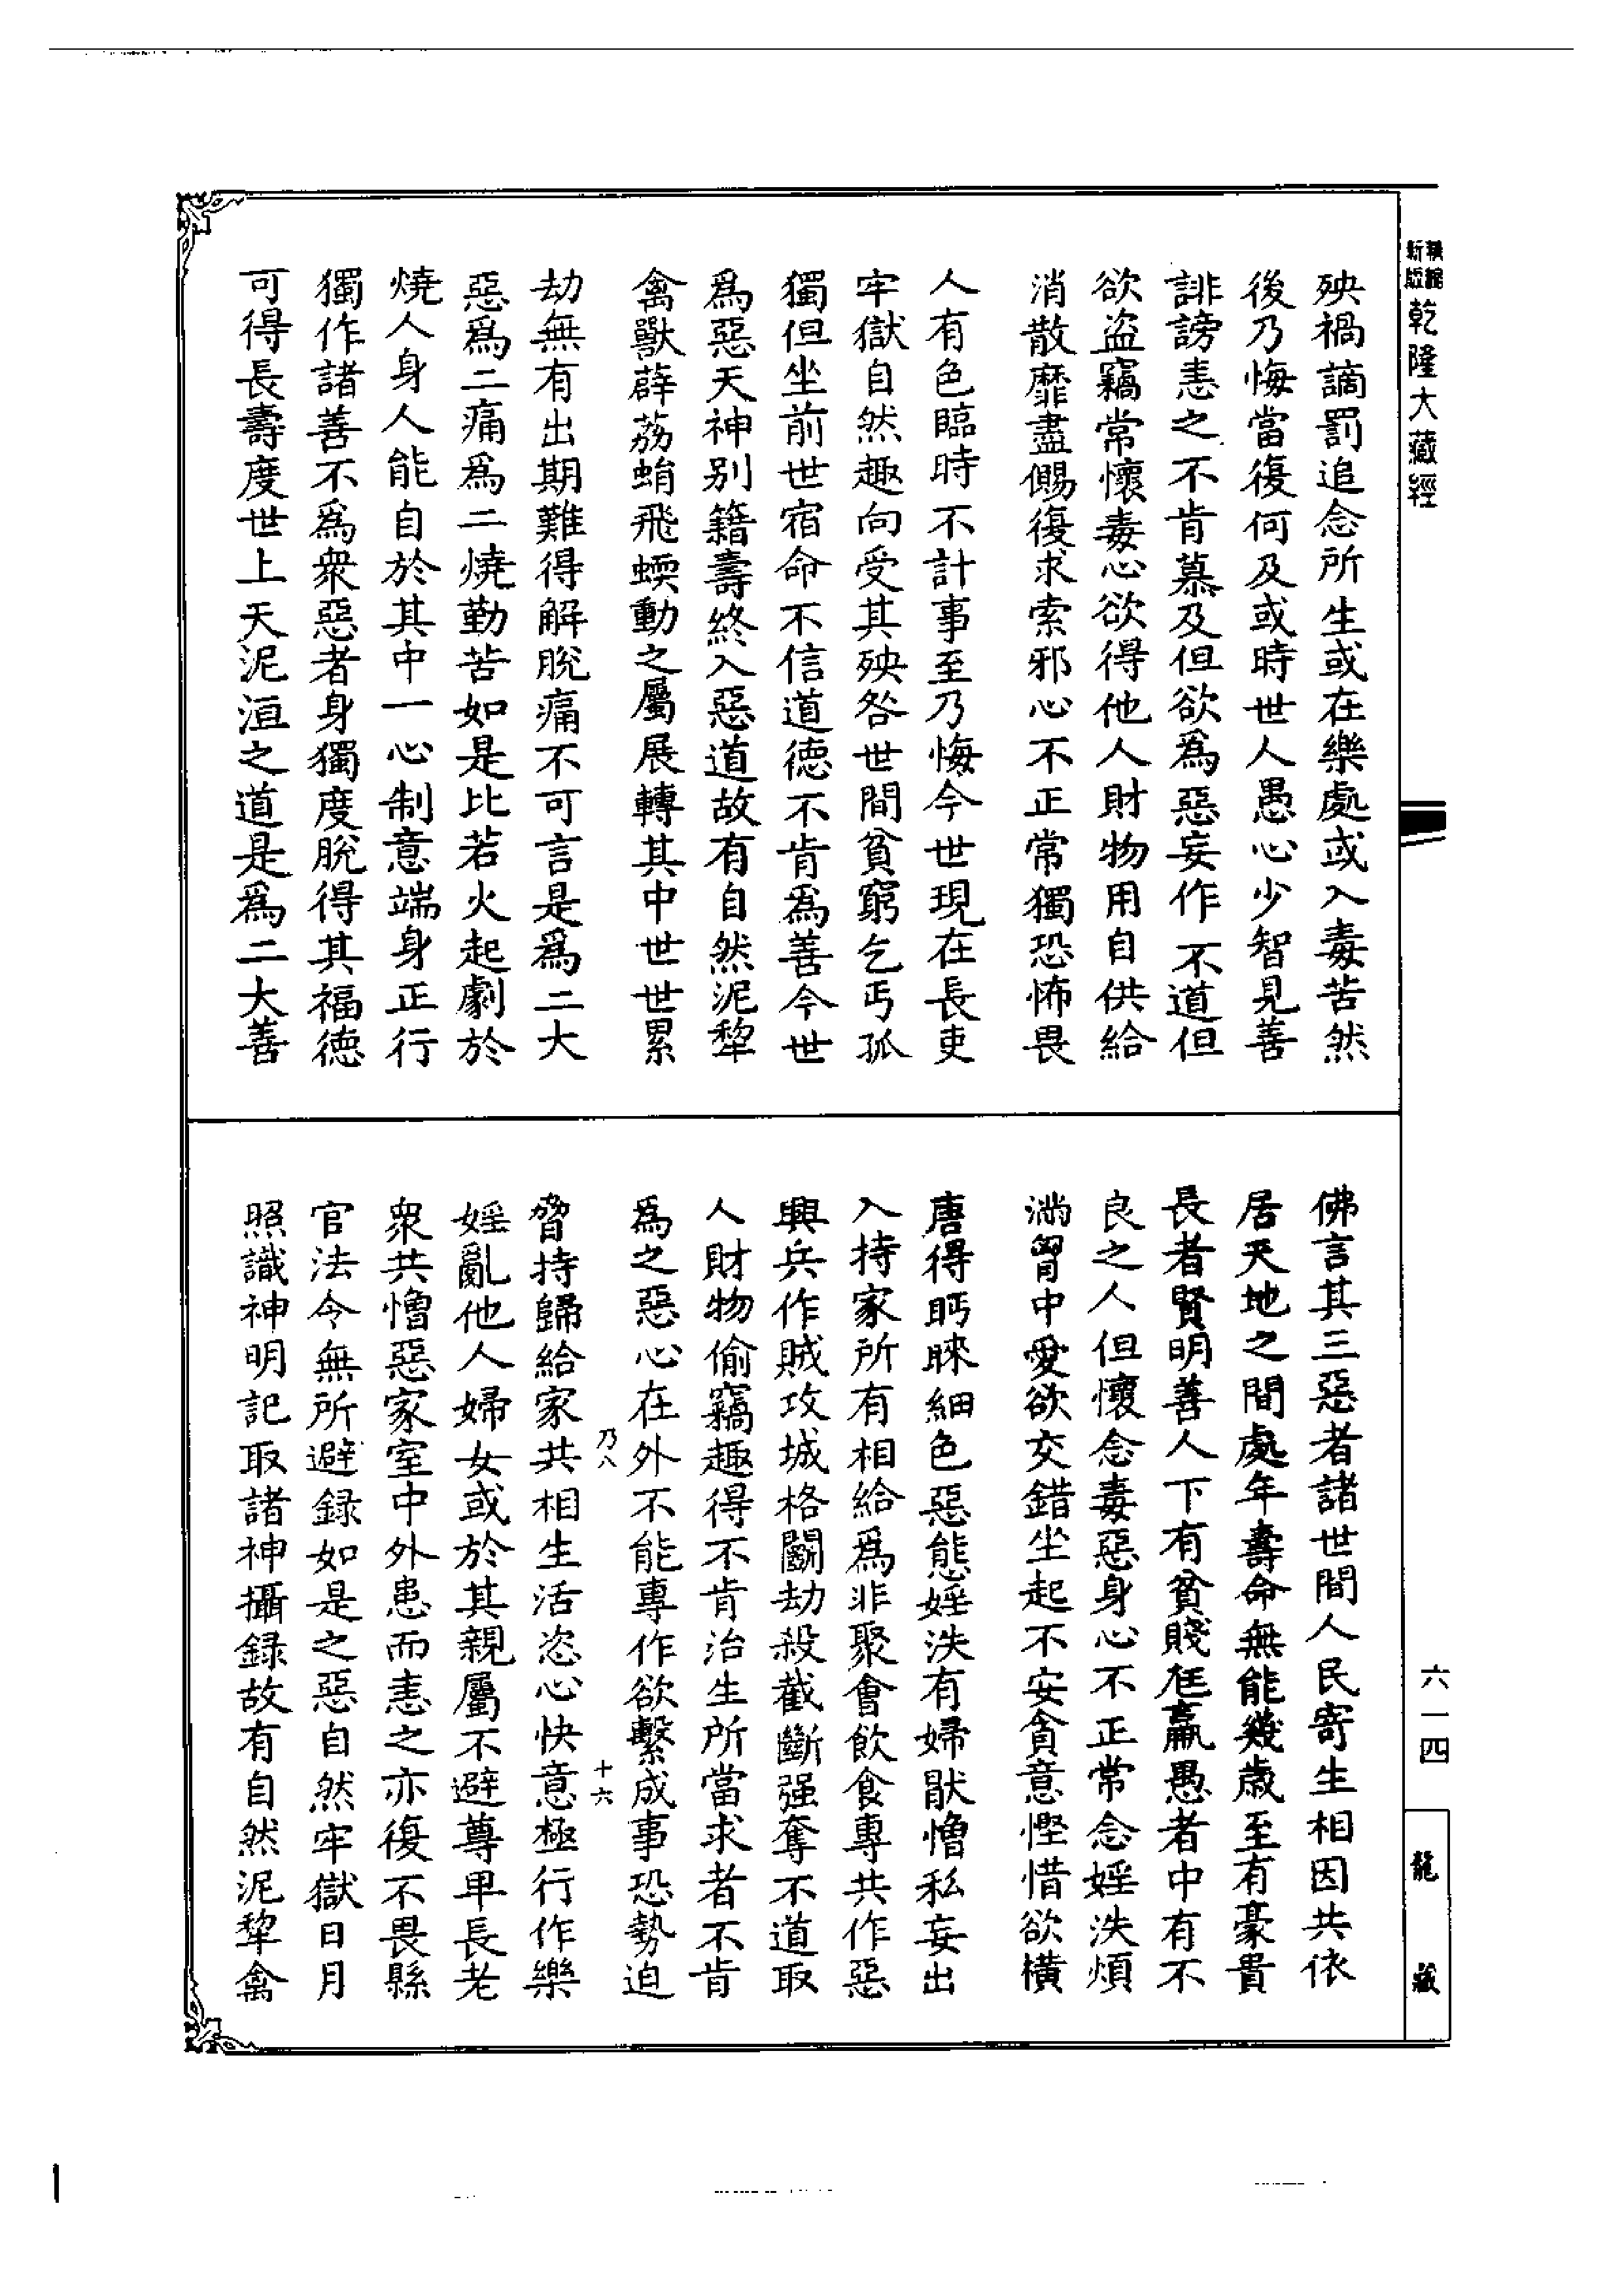 乾隆大藏經
殃禍謫罰追念所生或在樂處或入毒苦然
後乃悔當復何及或時世人愚心少智見善
誹謗恚之不肯慕及但欲爲惡妄作不道但
欲盜竊常懷毒心欲得他人財物用自供給
消散靡盡賜復求索邪心不正常獨恐怖畏
人有色臨時不計事至乃悔今世現在長吏
牢獄自然趣向受其殃咎世間貧窮乞丐孤
獨但坐前世宿命不信道德不肯爲善今世
爲惡天神別籍壽終入惡道故有自然泥犂
禽獸薜荔蜎飛蝡動之屬展轉其中世世累
劫無有出期難得解脫痛不可言是爲二大
惡爲二痛爲二燒勤苦如是比若火起劇於
燒人身人能自於其中一心制意端身正行
獨作諸善不爲衆惡者身獨度脫得其福德
可得長壽度世上天泥洹之道是爲二大善
佛言其三惡者諸世間人民寄生相因共依
居天地之間處年壽命無能幾歲至有豪貴
長者賢明善人下有貧賤尫羸愚者中有不
良之人但懷念毒惡身心不正常念婬泆煩
滿胷中愛欲交錯坐起不安貪意慳惜欲橫
唐得眄睞細色惡態婬泆有婦厭憎私妄出
入持家所有相給爲非聚會飲食專共作惡
興兵作賊攻城格鬬劫殺截斷强奪不道取
人財物偷竊趣得不肯治生所當求者不肯
爲之惡心在外不能專作欲繫成事恐勢迫
乃八
十六
脅持歸給家共相生活恣心快意極行作樂
婬亂他人婦女或於其親屬不避尊卑長老
衆共憎惡家室中外患而恚之亦復不畏縣
官法令無所避録如是之惡自然牢獄日月
照識神明記取諸神攝録故有自然泥犂禽
六一四
龍藏